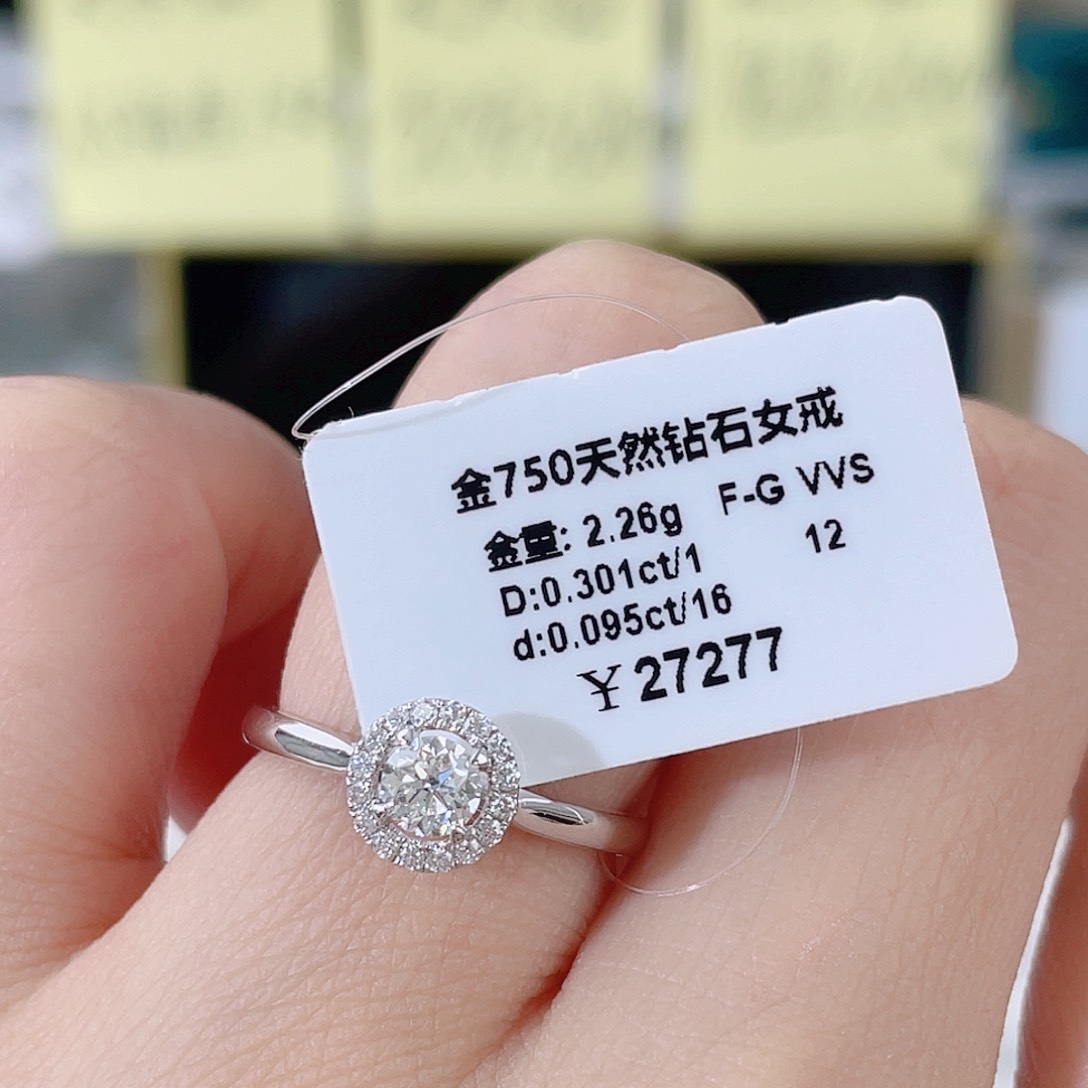 金750天然钻石女戒
金重: 2.26g F-G VVS
D:0.301ct/1 12
d:0.095ct/16
￥27277